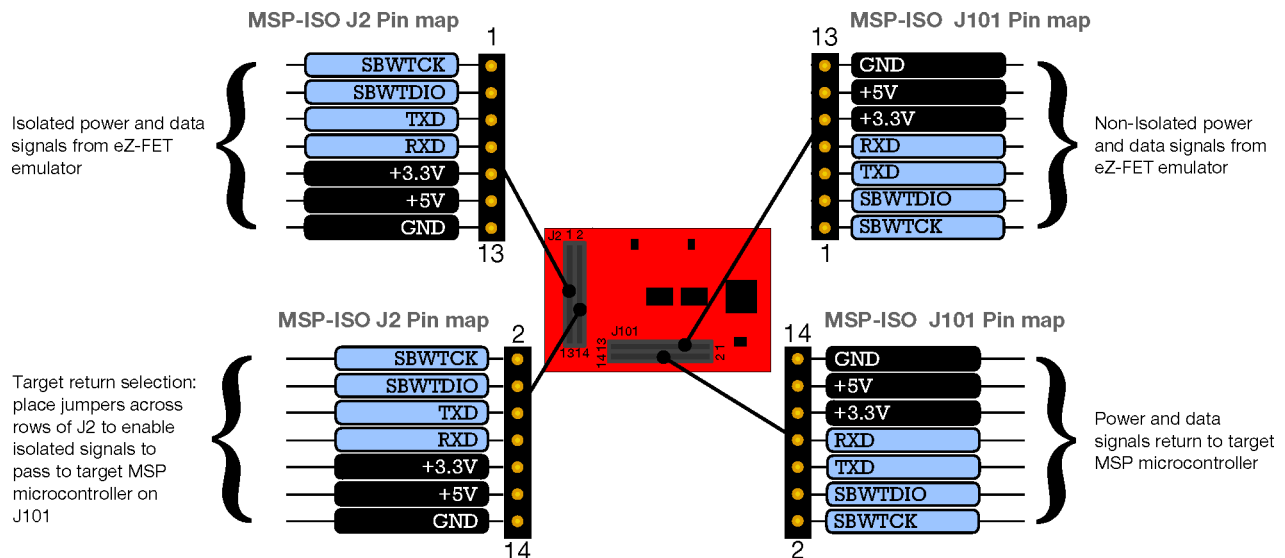 MSP-ISO J2 Pin map
1
SBWTCK
SBWTDIO
TXD
RXD
+3.3V
+5V
GND
13
Isolated power and data
signals from eZ-FET
emulator
MSP-ISO J101 Pin map
13
GND
+5V
+3.3V
RXD
TXD
SBWTDIO
SBWTCK
1
Non-Isolated power
and data signals from
eZ-FET emulator
J2 1 2
1314
J101
14 13
2 1
MSP-ISO J2 Pin map
2
SBWTCK
SBWTDIO
TXD
RXD
+3.3V
+5V
GND
14
Target return selection:
place jumpers across
rows of J2 to enable
isolated signals to
pass to target MSP
microcontroller on
J101
MSP-ISO J101 Pin map
14
GND
+5V
+3.3V
RXD
TXD
SBWTDIO
SBWTCK
2
Power and data
signals return to target
MSP microcontroller